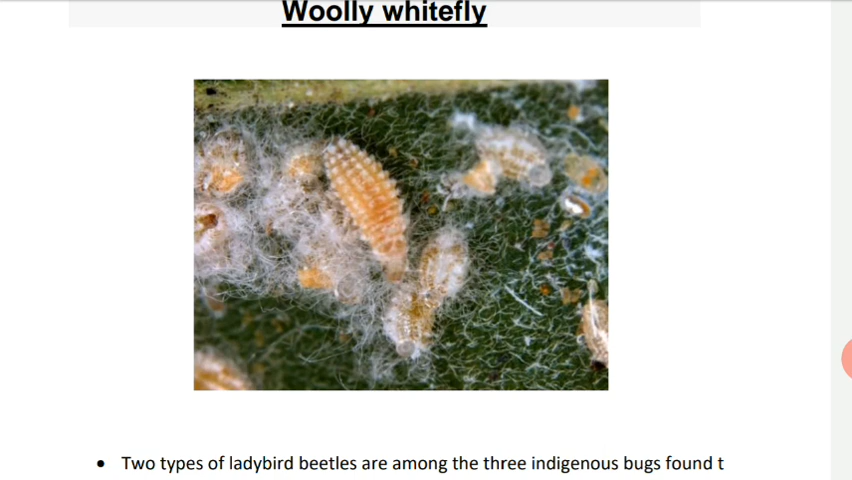 Woolly whitefly
• Two types of ladybird beetles are among the three indigenous bugs found t